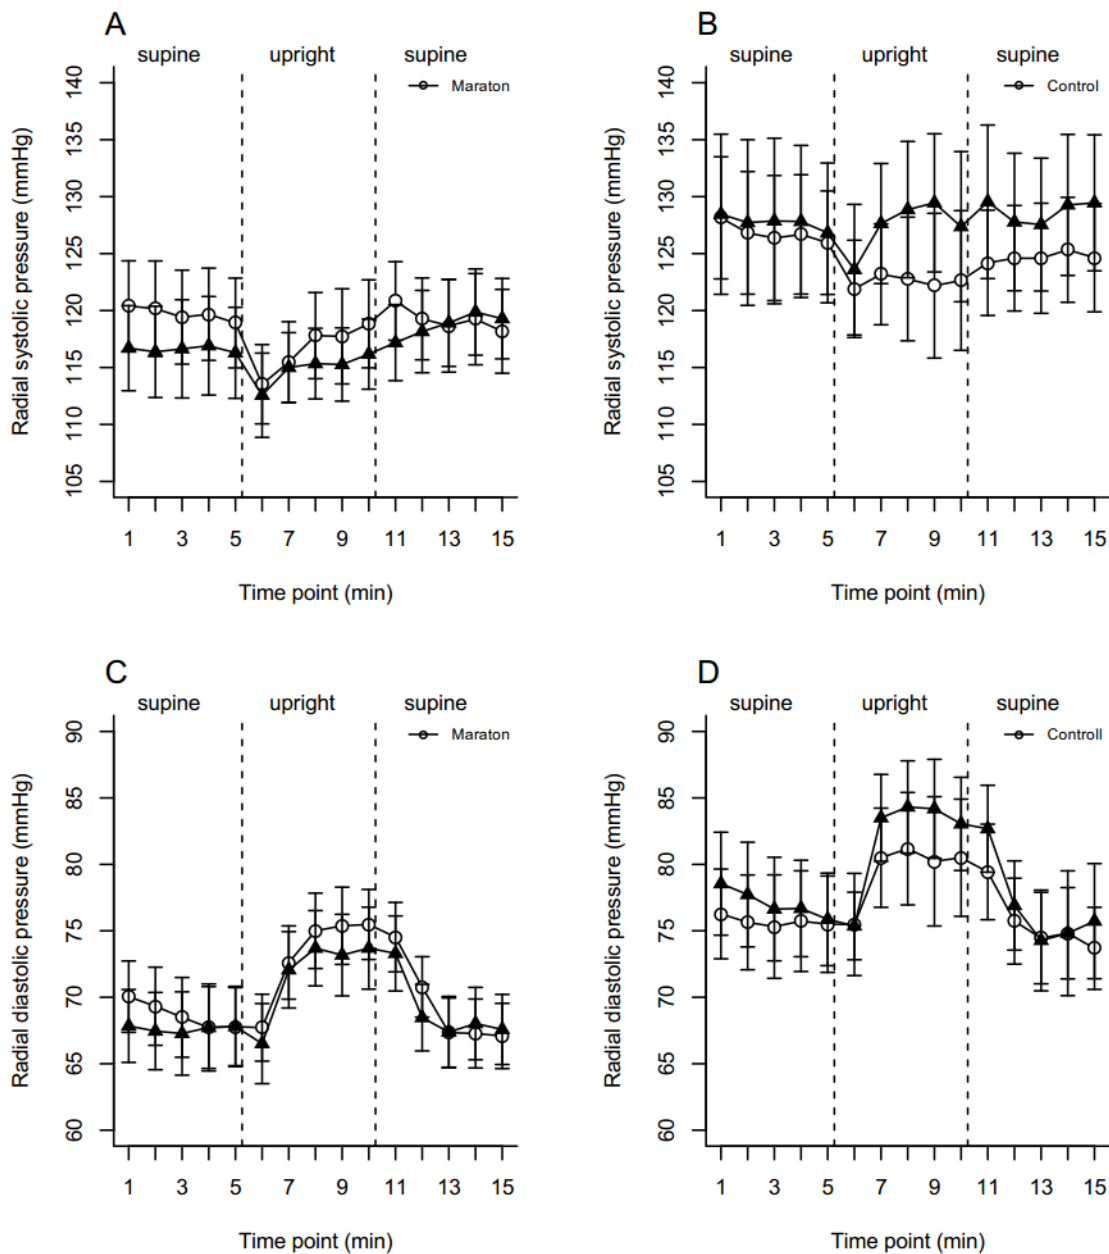 A
supine upright supine
Maraton
Radial systolic pressure (mmHg)
140
135
130
125
120
115
110
105
1 3 5 7 9 11 13 15
Time point (min)
B
supine upright supine
Control
Radial systolic pressure (mmHg)
140
135
130
125
120
115
110
105
1 3 5 7 9 11 13 15
Time point (min)
C
supine upright supine
Maraton
Radial diastolic pressure (mmHg)
90
85
80
75
70
65
60
1 3 5 7 9 11 13 15
Time point (min)
D
supine upright supine
Controll
Radial diastolic pressure (mmHg)
90
85
80
75
70
65
60
1 3 5 7 9 11 13 15
Time point (min)